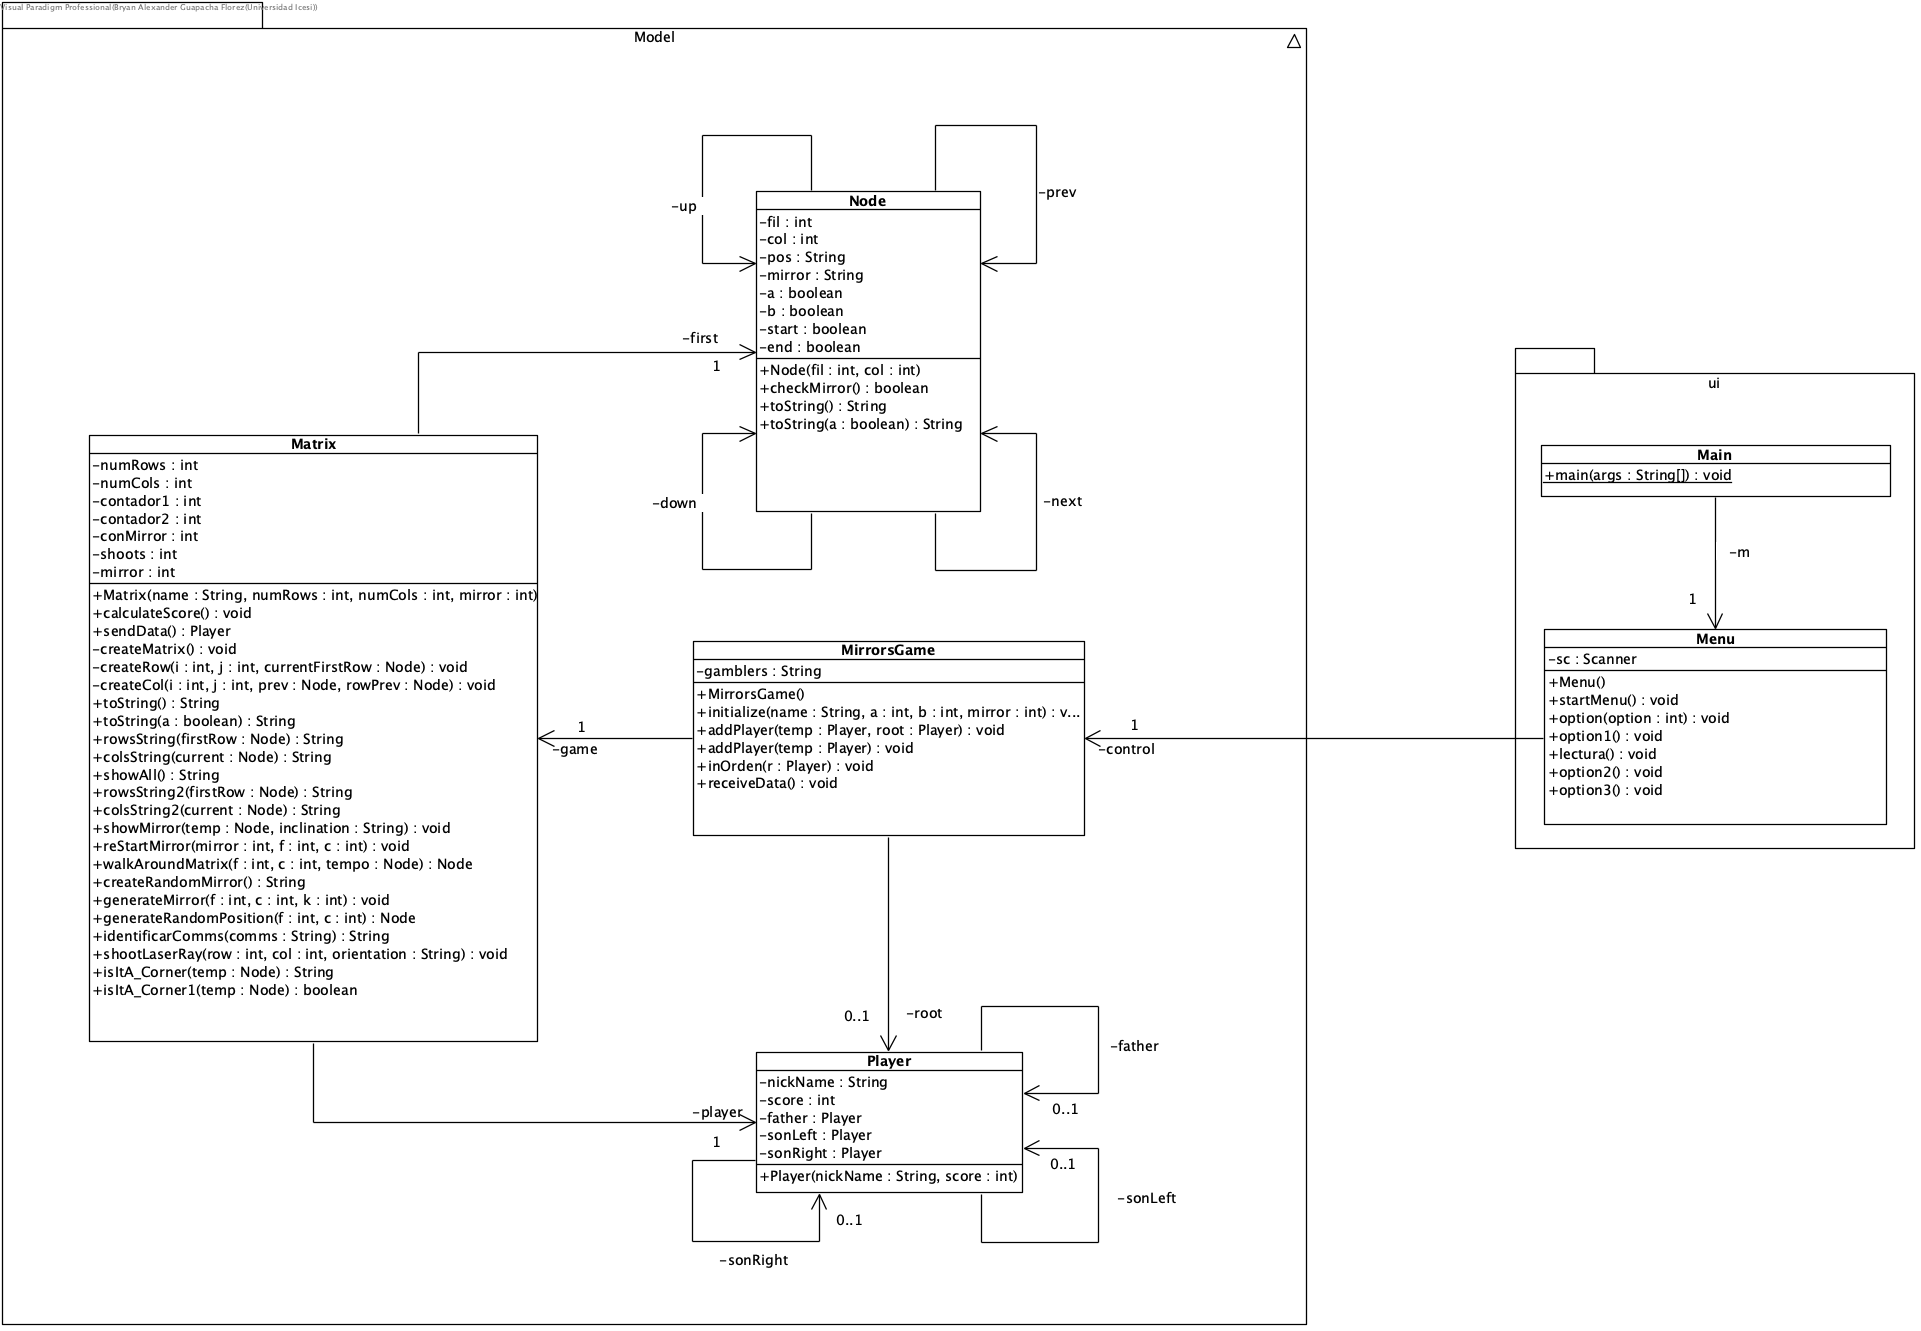 Visual Paradigm Professional(Bryan Alexander Guapacha Florez(Universidad Icesi))
Model
-up
-prev
Node
-fil : int
-col : int
-pos : String
-mirror : String
-a : boolean
-b : boolean
-start : boolean
-end : boolean
+Node(fil : int, col : int)
+checkMirror() : boolean
+toString() : String
+toString(a : boolean) : String
-first
1
-down
-next
Matrix
-numRows : int
-numCols : int
-contador1 : int
-contador2 : int
-conMirror : int
-shoots : int
-mirror : int
+Matrix(name : String, numRows : int, numCols : int, mirror : int)
+calculateScore() : void
+sendData() : Player
-createMatrix() : void
-createRow(i : int, j : int, currentFirstRow : Node) : void
-createCol(i : int, j : int, prev : Node, rowPrev : Node) : void
+toString() : String
+toString(a : boolean) : String
+rowsString(firstRow : Node) : String
+colsString(current : Node) : String
+showAll() : String
+rowsString2(firstRow : Node) : String
+colsString2(current : Node) : String
+showMirror(temp : Node, inclination : String) : void
+reStartMirror(mirror : int, f : int, c : int) : void
+walkAroundMatrix(f : int, c : int, tempo : Node) : Node
+createRandomMirror() : String
+generateMirror(f : int, c : int, k : int) : void
+generateRandomPosition(f : int, c : int) : Node
+identificarComms(comms : String) : String
+shootLaserRay(row : int, col : int, orientation : String) : void
+isItA_Corner(temp : Node) : String
+isItA_Corner1(temp : Node) : boolean
1
-game
MirrorsGame
-gamblers : String
+MirrorsGame()
+initialize(name : String, a : int, b : int, mirror : int) : v...
+addPlayer(temp : Player, root : Player) : void
+addPlayer(temp : Player) : void
+inOrden(r : Player) : void
+receiveData() : void
1
-control
0..1
-root
Player
-nickName : String
-score : int
-father : Player
-sonLeft : Player
-sonRight : Player
+Player(nickName : String, score : int)
-father
0..1
-player
1
0..1
-sonLeft
0..1
-sonRight
ui
Main
+main(args : String[]) : void
-m
1
Menu
-sc : Scanner
+Menu()
+startMenu() : void
+option(option : int) : void
+option1() : void
+lectura() : void
+option2() : void
+option3() : void